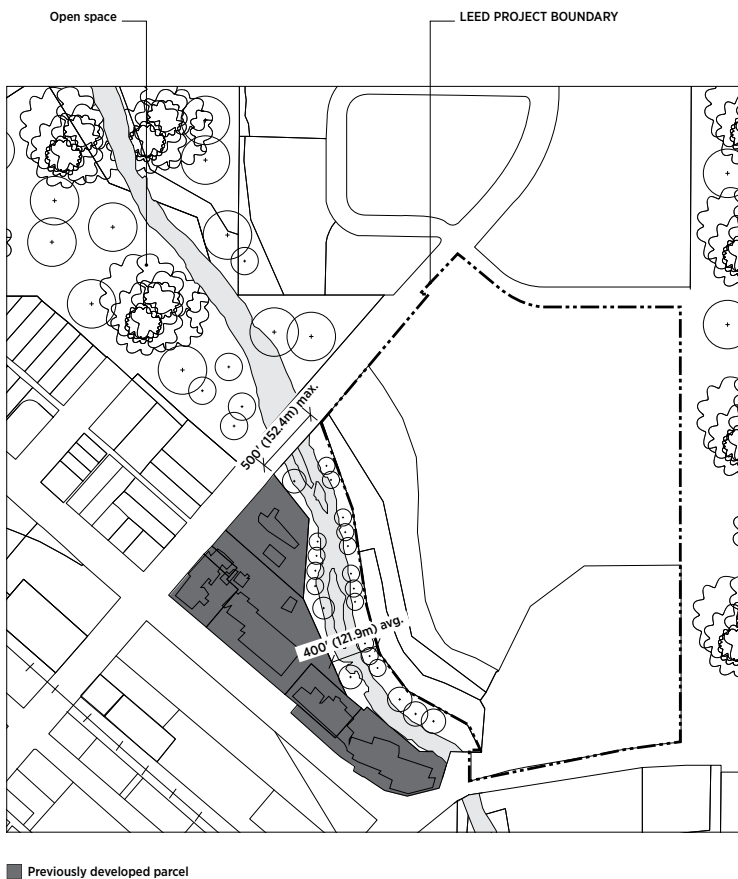 Open space
LEED PROJECT BOUNDARY
500' (152.4m) max.
400' (121.9m) avg.
Previously developed parcel